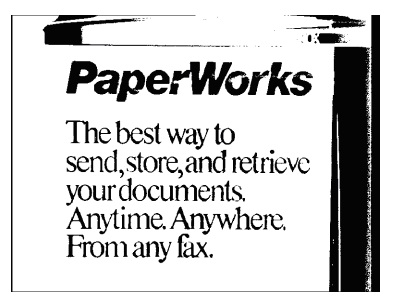 PaperWorks
The best way to
send, store, and retrieve
your documents.
Anytime. Anywhere.
From any fax.